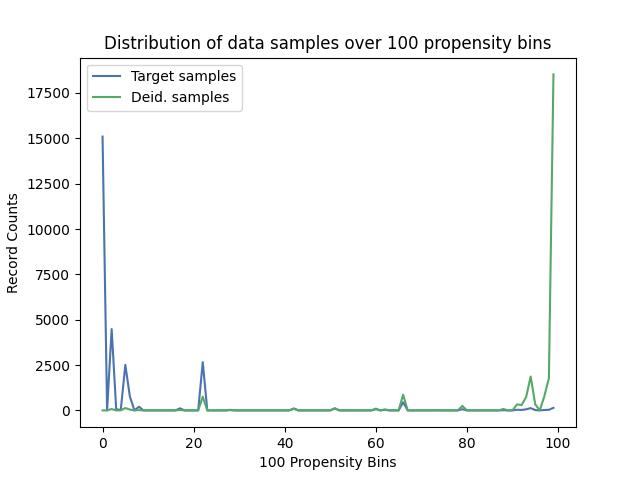 Distribution of data samples over 100 propensity bins
Target samples
Deid. samples
17500
15000
12500
10000
7500
5000
2500
0
Record Counts
0 20 40 60 80 100
100 Propensity Bins